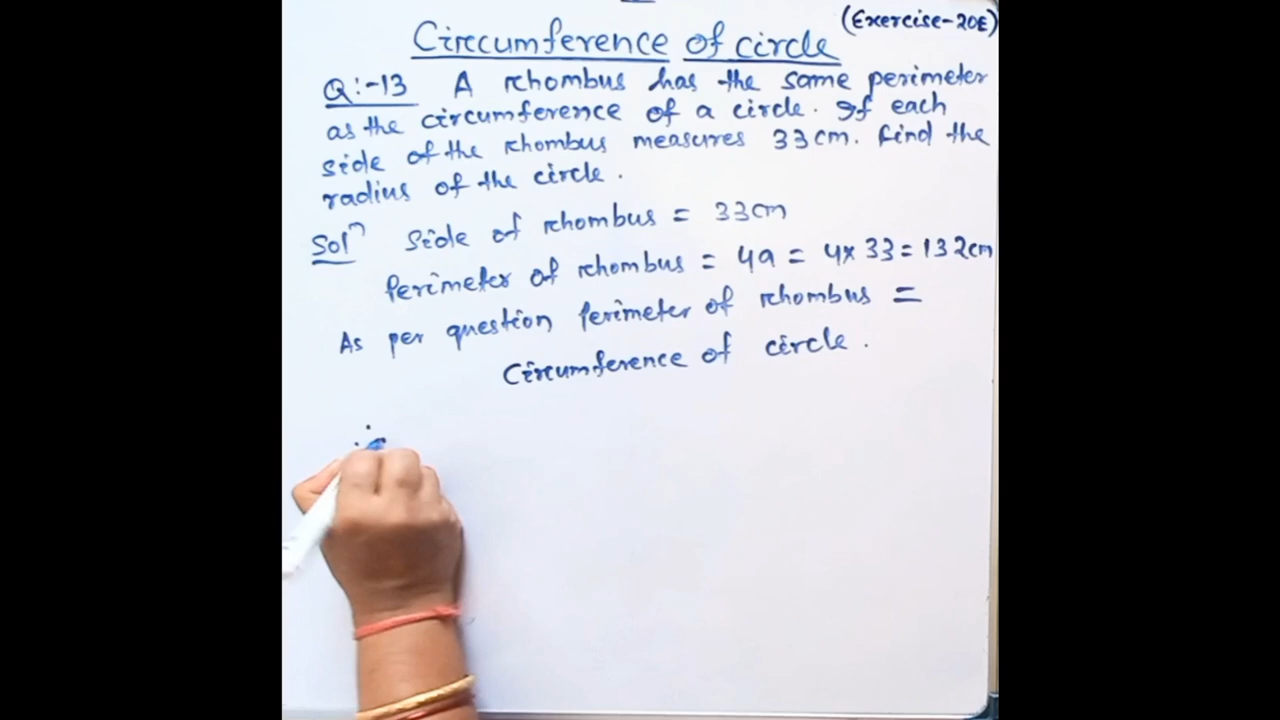 (Exercise-20E)
Circumference of circle
Q:-13 A rhombus has the same perimeter
as the circumference of a circle. If each
side of the rhombus measures 33cm. Find the
radius of the circle.
Solⁿ Side of rhombus = 33cm
Perimeter of rhombus = 4a = 4x 33 = 132cm
As per question Perimeter of rhombus =
Circumference of circle.
∴